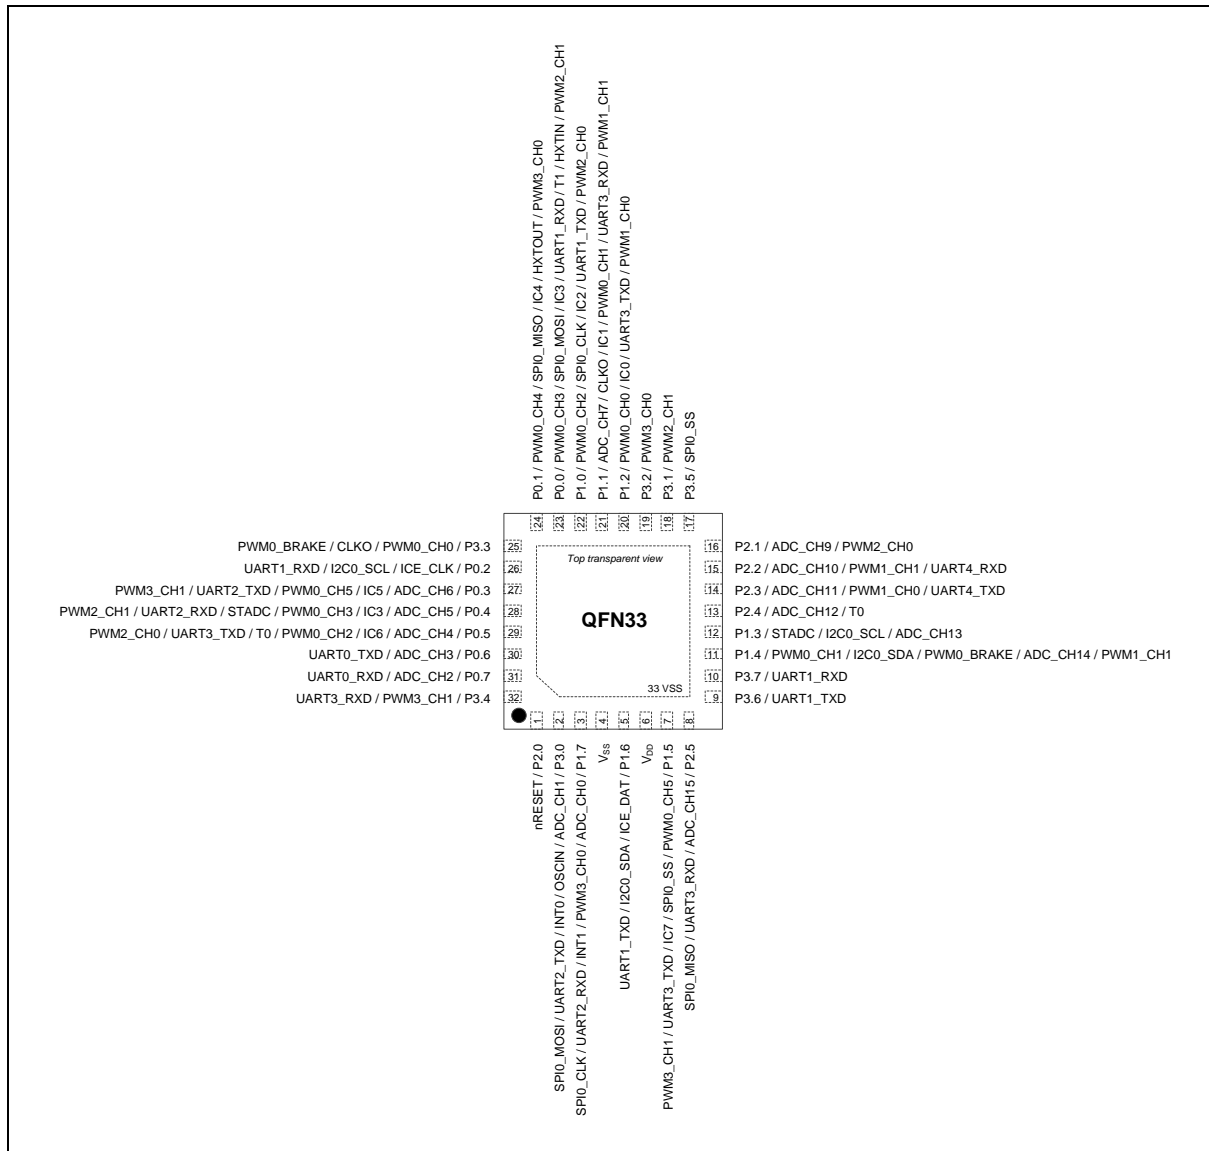 P0.1 / PWM0_CH4 / SPI0_MISO / IC4 / HXTOUT / PWM3_CH0
P0.0 / PWM0_CH3 / SPI0_MOSI / IC3 / UART1_RXD / T1 / HXTIN / PWM2_CH1
P1.0 / PWM0_CH2 / SPI0_CLK / IC2 / UART1_TXD / PWM2_CH0
P1.1 / ADC_CH7 / CLKO / IC1 / PWM0_CH1 / UART3_RXD / PWM1_CH1
P1.2 / PWM0_CH0 / IC0 / UART3_TXD / PWM1_CH0
P3.2 / PWM3_CH0
P3.1 / PWM2_CH1
P3.5 / SPI0_SS
24 23 22 21 20 19 18 17
PWM0_BRAKE / CLKO / PWM0_CH0 / P3.3 25
UART1_RXD / I2C0_SCL / ICE_CLK / P0.2 26
PWM3_CH1 / UART2_TXD / PWM0_CH5 / IC5 / ADC_CH6 / P0.3 27
PWM2_CH1 / UART2_RXD / STADC / PWM0_CH3 / IC3 / ADC_CH5 / P0.4 28
PWM2_CH0 / UART3_TXD / T0 / PWM0_CH2 / IC6 / ADC_CH4 / P0.5 29
UART0_TXD / ADC_CH3 / P0.6 30
UART0_RXD / ADC_CH2 / P0.7 31
UART3_RXD / PWM3_CH1 / P3.4 32
Top transparent view
QFN33
33 VSS
16 P2.1 / ADC_CH9 / PWM2_CH0
15 P2.2 / ADC_CH10 / PWM1_CH1 / UART4_RXD
14 P2.3 / ADC_CH11 / PWM1_CH0 / UART4_TXD
13 P2.4 / ADC_CH12 / T0
12 P1.3 / STADC / I2C0_SCL / ADC_CH13
11 P1.4 / PWM0_CH1 / I2C0_SDA / PWM0_BRAKE / ADC_CH14 / PWM1_CH1
10 P3.7 / UART1_RXD
9 P3.6 / UART1_TXD
1 2 3 4 5 6 7 8
nRESET / P2.0
SPI0_MOSI / UART2_TXD / INT0 / OSCIN / ADC_CH1 / P3.0
SPI0_CLK / UART2_RXD / INT1 / PWM3_CH0 / ADC_CH0 / P1.7
VSS
UART1_TXD / I2C0_SDA / ICE_DAT / P1.6
VDD
PWM3_CH1 / UART3_TXD / IC7 / SPI0_SS / PWM0_CH5 / P1.5
SPI0_MISO / UART3_RXD / ADC_CH15 / P2.5